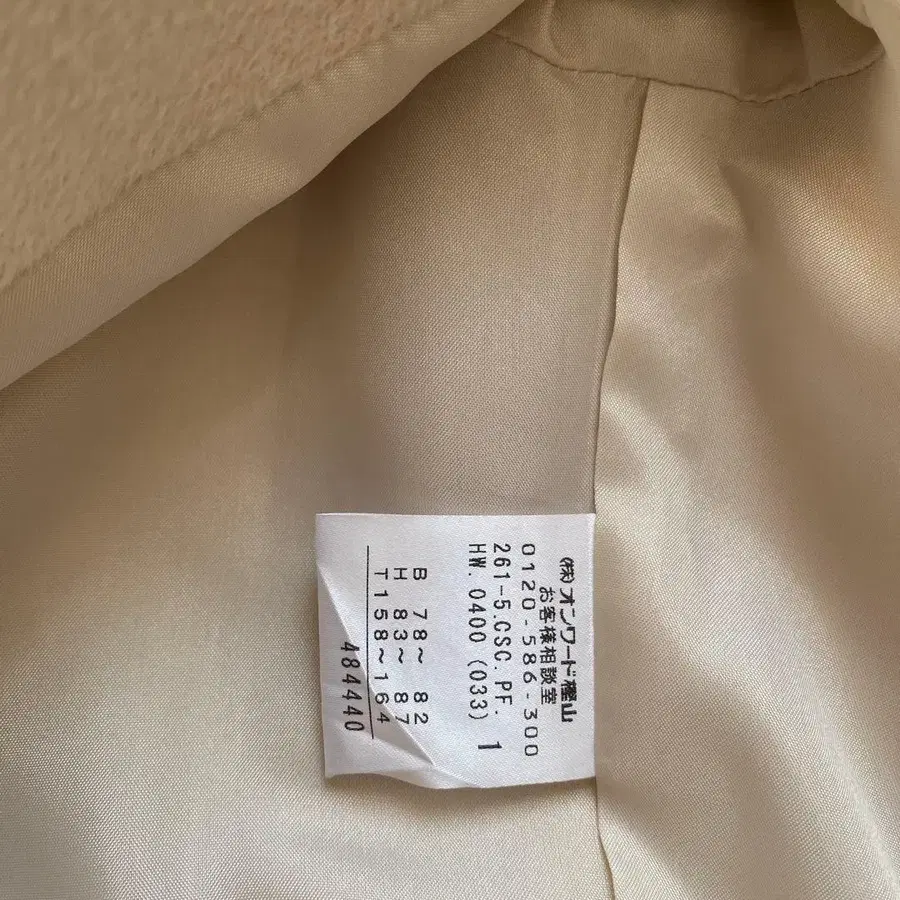 (株)オンワード樫山
お客様相談室
0120-586-300
261-5.CSC.PF. 1
HW.0400 (033)
B 78~ 82
H 83~ 87
T158~164
484440